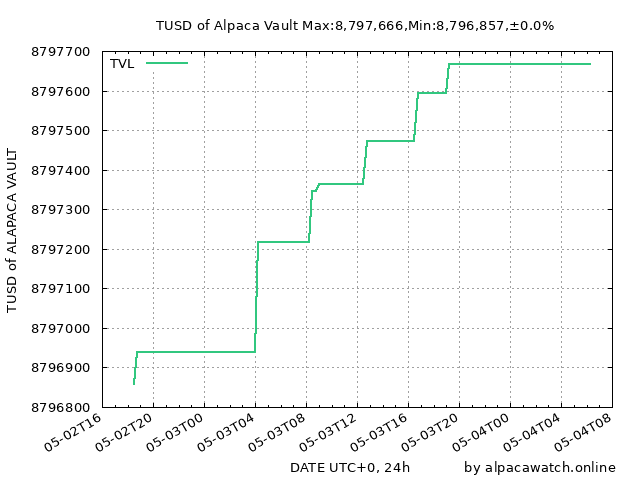 TUSD of Alpaca Vault Max:8,797,666,Min:8,796,857,±0.0%
TVL
8797700
8797600
8797500
8797400
8797300
8797200
8797100
8797000
8796900
8796800
TUSD of ALAPACA VAULT
05-02T16
05-02T20
05-03T00
05-03T04
05-03T08
05-03T12
05-03T16
05-03T20
05-04T00
05-04T04
05-04T08
DATE UTC+0, 24h
by alpacawatch.online